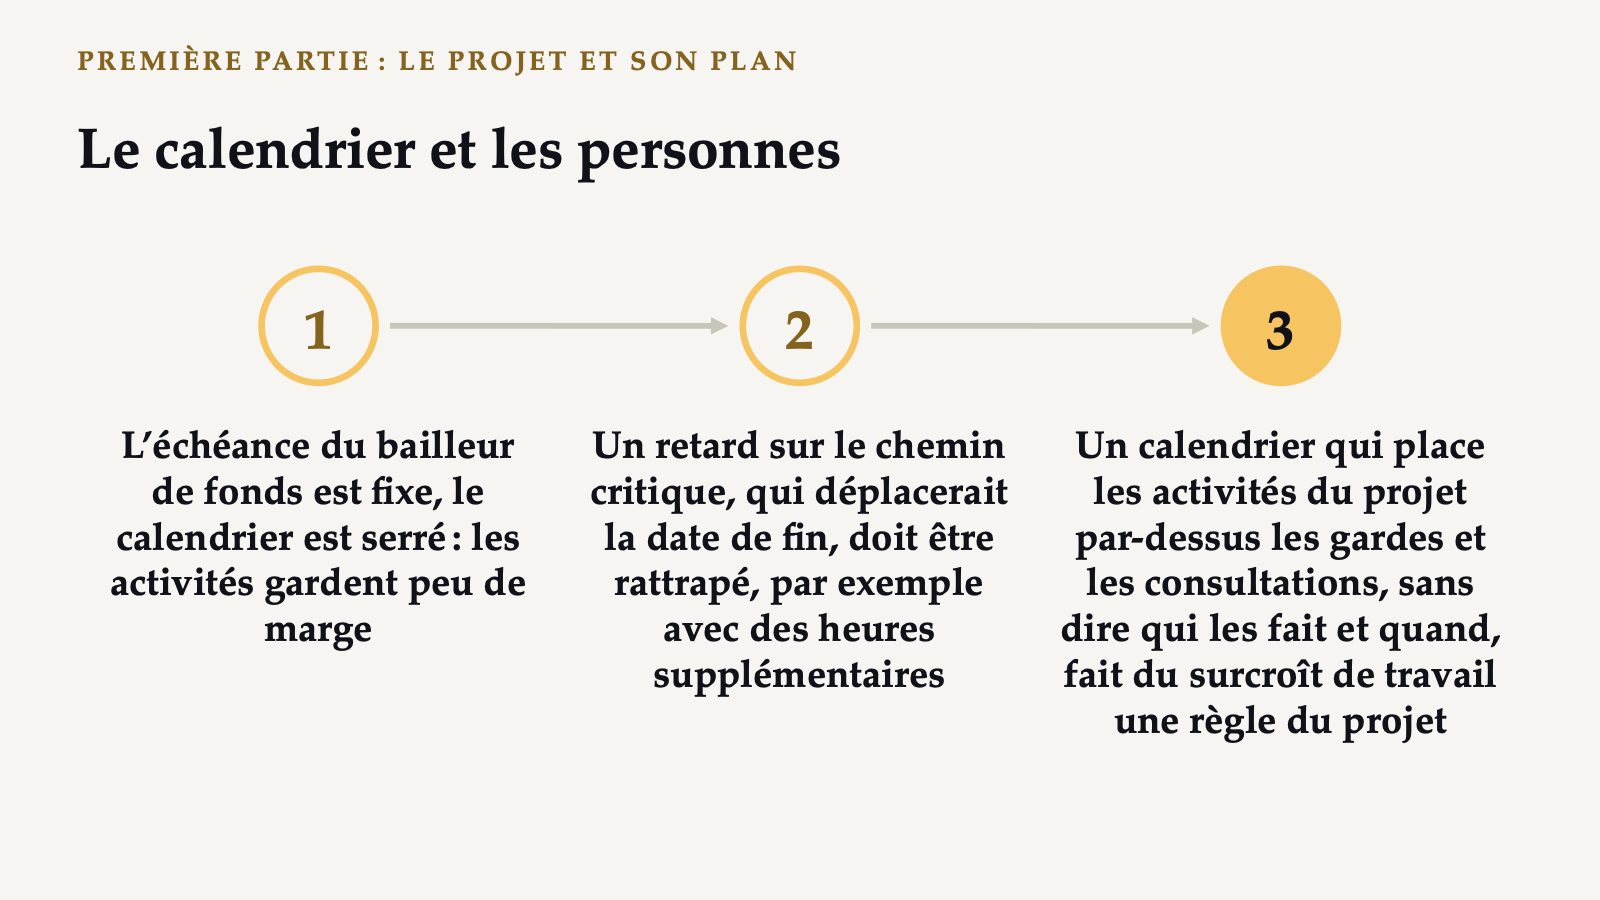 PREMIÈRE PARTIE : LE PROJET ET SON PLAN
Le calendrier et les personnes
1
2
3
L’échéance du bailleur
de fonds est fixe, le
calendrier est serré : les
activités gardent peu de
marge
Un retard sur le chemin
critique, qui déplacerait
la date de fin, doit être
rattrapé, par exemple
avec des heures
supplémentaires
Un calendrier qui place
les activités du projet
par-dessus les gardes et
les consultations, sans
dire qui les fait et quand,
fait du surcroît de travail
une règle du projet